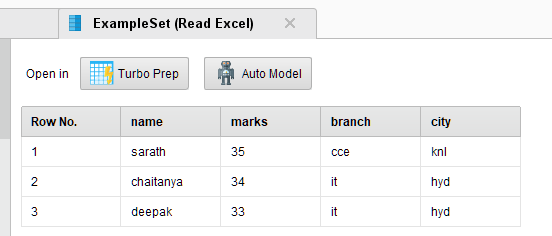 ExampleSet (Read Excel)
Open in Turbo Prep Auto Model
Row No. name marks branch city
1 sarath 35 cce knl
2 chaitanya 34 it hyd
3 deepak 33 it hyd